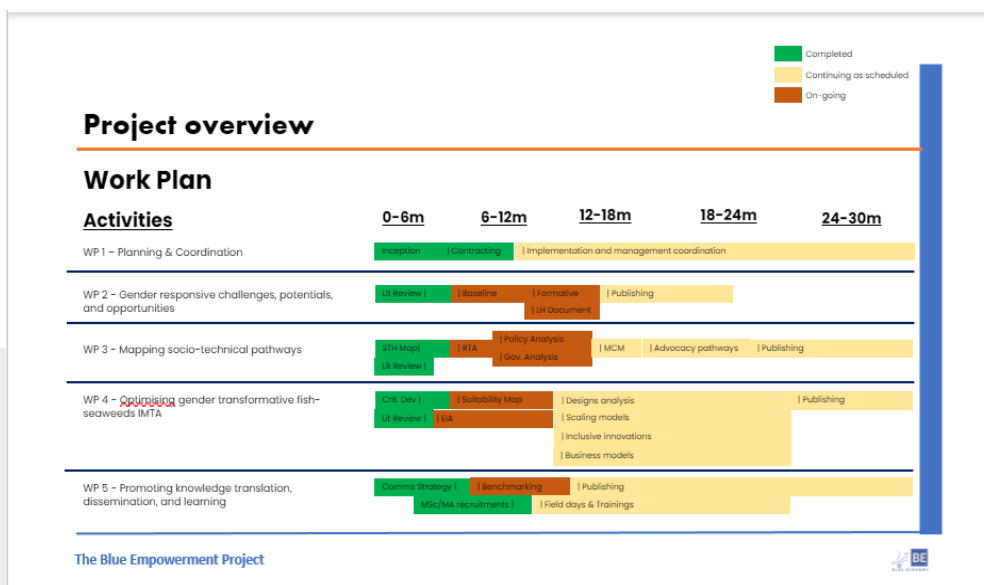 Completed
Continuing as scheduled
On-going
Project overview
Work Plan
Activities 0-6m 6-12m 12-18m 18-24m 24-30m
WP 1 – Planning & Coordination Inception | Contracting | Implementation and management coordination
WP 2 - Gender responsive challenges, potentials, Lit Review | | Baseline | Formative | Publishing
and opportunities | LH Document
| Policy Analysis
WP 3 - Mapping socio-technical pathways STH Map| | RTA | MCM | Advocacy pathways | Publishing
| Gov. Analysis
Lit Review |
WP 4 - Optimising gender transformative fish- Crit. Dev | | Suitability Map | Designs analysis | Publishing
seaweeds IMTA Lit Review | | EIA | Scaling models
| Inclusive innovations
| Business models
WP 5 - Promoting knowledge translation, Comms Strategy | | Benchmarking | Publishing
dissemination, and learning MSc/MA recruitments | | Field days & Trainings
The Blue Empowerment Project BE
BLUE ECONOMY